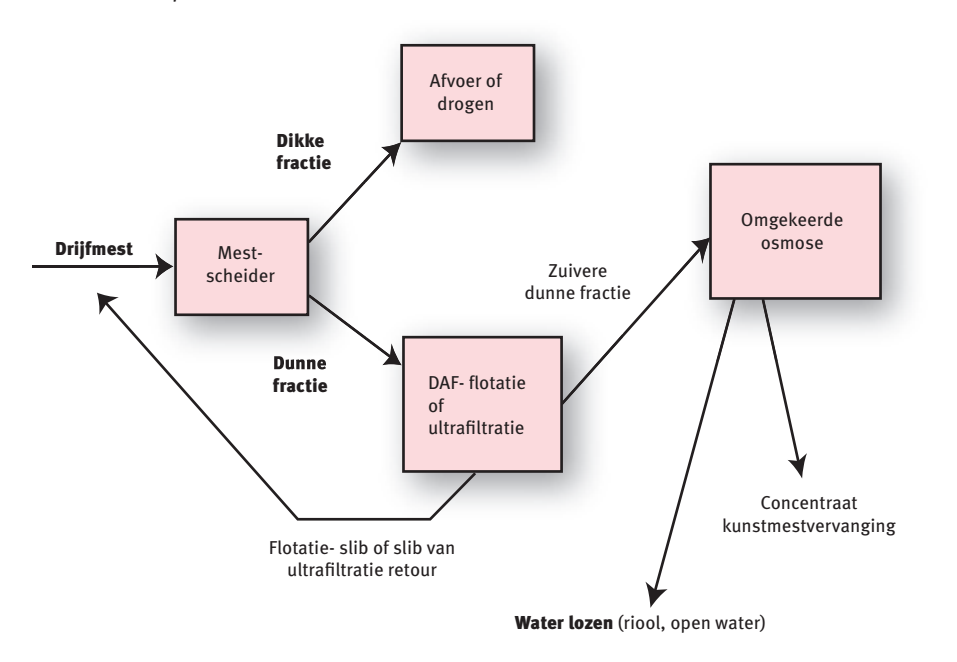 Afvoer of
drogen
Dikke
fractie
Omgekeerde
osmose
Drijfmest
Mest-
scheider
Zuivere
dunne fractie
Dunne
fractie
DAF- flotatie
of
ultrafiltratie
Concentraat
kunstmestvervanging
Flotatie- slib of slib van
ultrafiltratie retour
Water lozen (riool, open water)